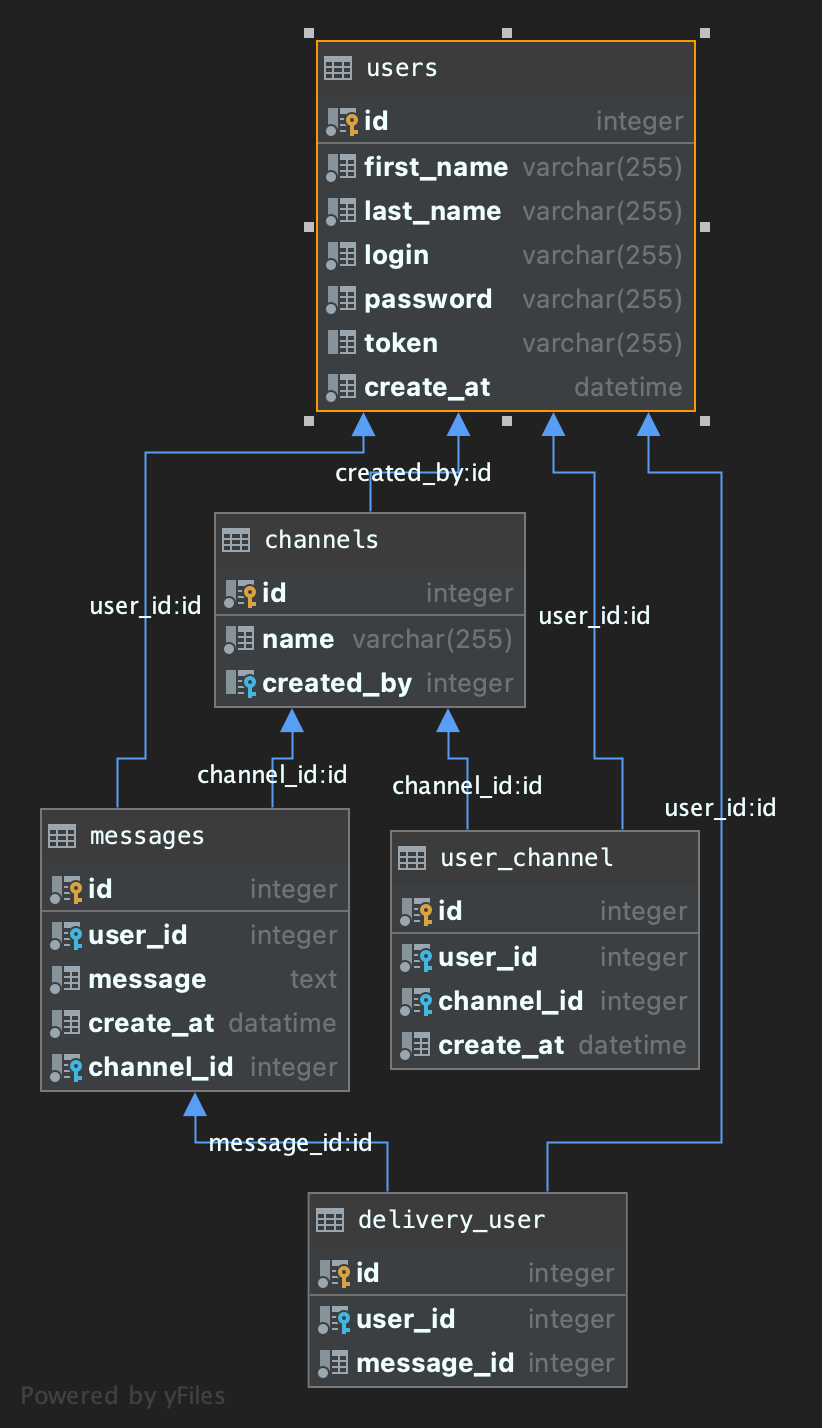 users
id integer
first_name varchar(255)
last_name varchar(255)
login varchar(255)
password varchar(255)
token varchar(255)
create_at datetime
created_by:id
channels
id integer
name varchar(255)
created_by integer
user_id:id
user_id:id
channel_id:id
channel_id:id
user_id:id
messages
id integer
user_id integer
message text
create_at datatime
channel_id integer
user_channel
id integer
user_id integer
channel_id integer
create_at datetime
message_id:id
delivery_user
id integer
user_id integer
message_id integer
Powered by yFiles